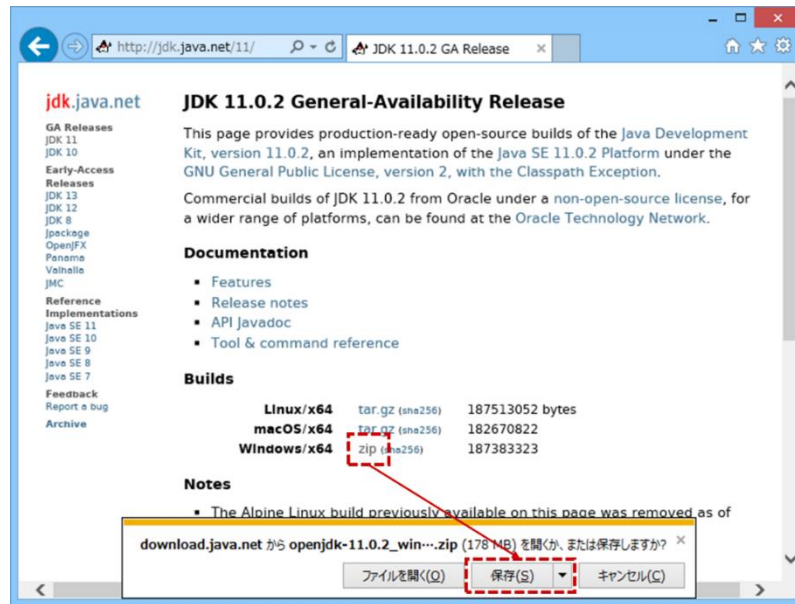 http://jdk.java.net/11/
JDK 11.0.2 GA Release
jdk.java.net
GA Releases
JDK 11
JDK 10
Early-Access
Releases
JDK 13
JDK 12
JDK 8
Jpackage
OpenJFX
Panama
Valhalla
JMC
Reference
Implementations
Java SE 11
Java SE 10
Java SE 9
Java SE 8
Java SE 7
Feedback
Report a bug
Archive
JDK 11.0.2 General-Availability Release
This page provides production-ready open-source builds of the Java Development
Kit, version 11.0.2, an implementation of the Java SE 11.0.2 Platform under the
GNU General Public License, version 2, with the Classpath Exception.
Commercial builds of JDK 11.0.2 from Oracle under a non-open-source license, for
a wider range of platforms, can be found at the Oracle Technology Network.
Documentation
▪ Features
▪ Release notes
▪ API Javadoc
▪ Tool & command reference
Builds
Linux/x64 tar.gz (sha256) 187513052 bytes
macOS/x64 tar.gz (sha256) 182670822
Windows/x64 zip (sha256) 187383323
Notes
▪ The Alpine Linux build previously available on this page was removed as of
download.java.net から openjdk-11.0.2_win….zip (178 MB) を開くか、または保存しますか?
ファイルを開く(O) 保存(S) キャンセル(C)